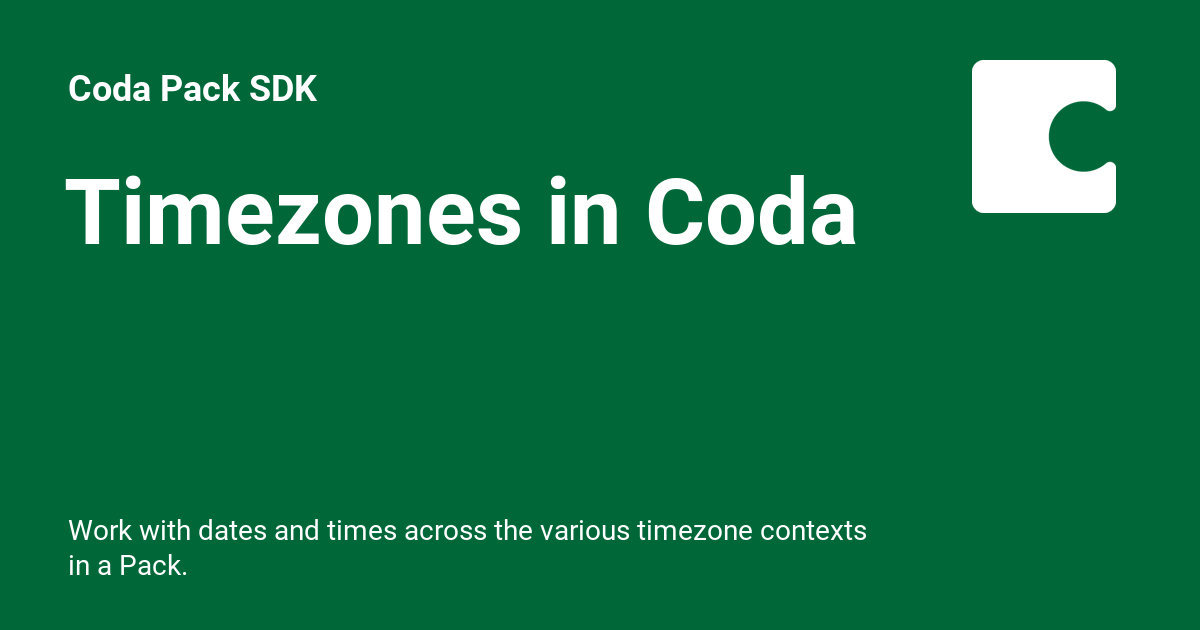 Coda Pack SDK
Timezones in Coda
Work with dates and times across the various timezone contexts
in a Pack.